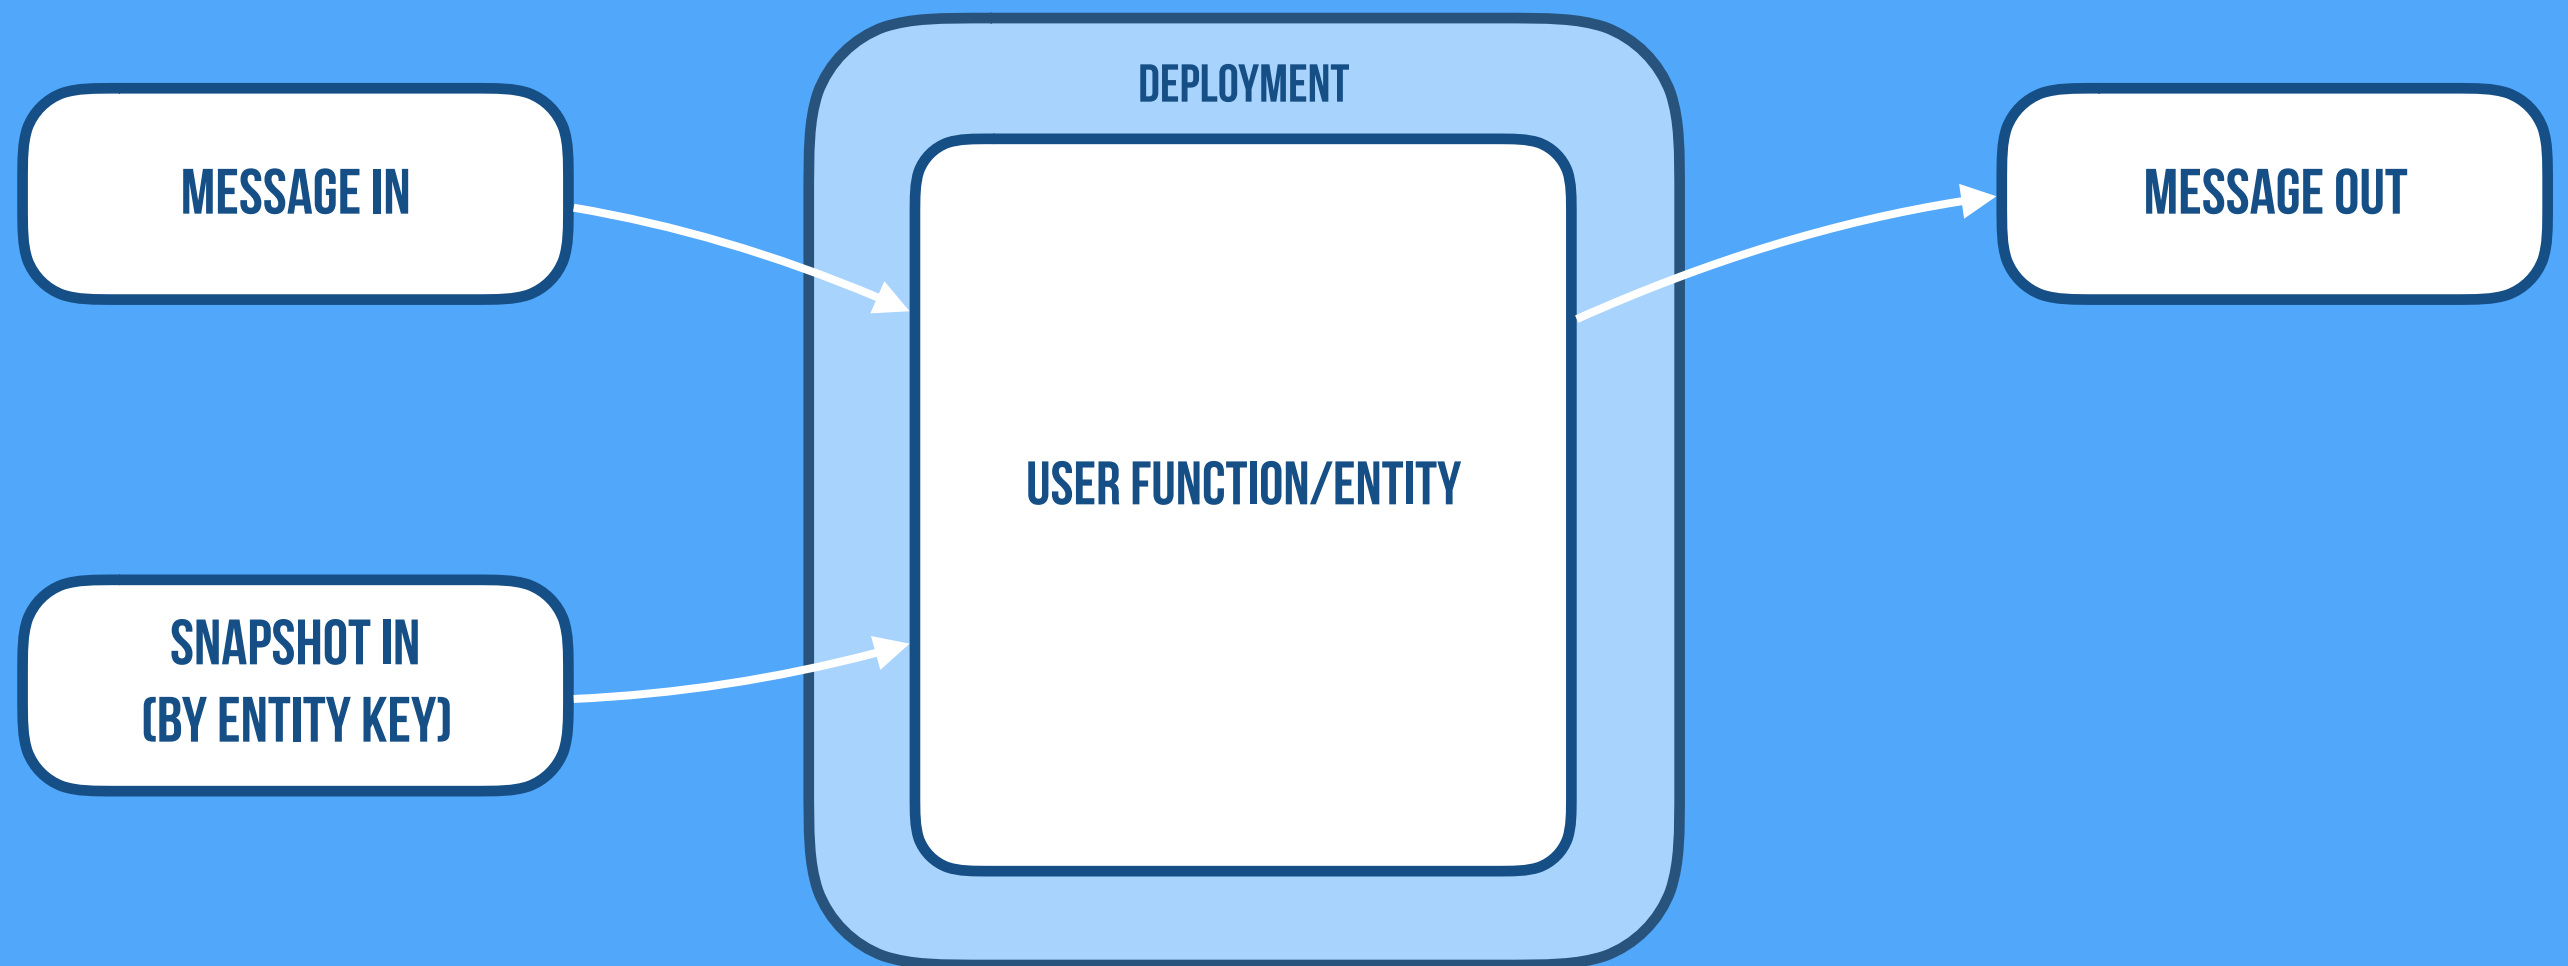 DEPLOYMENT
MESSAGE IN
MESSAGE OUT
USER FUNCTION/ENTITY
SNAPSHOT IN
(BY ENTITY KEY)